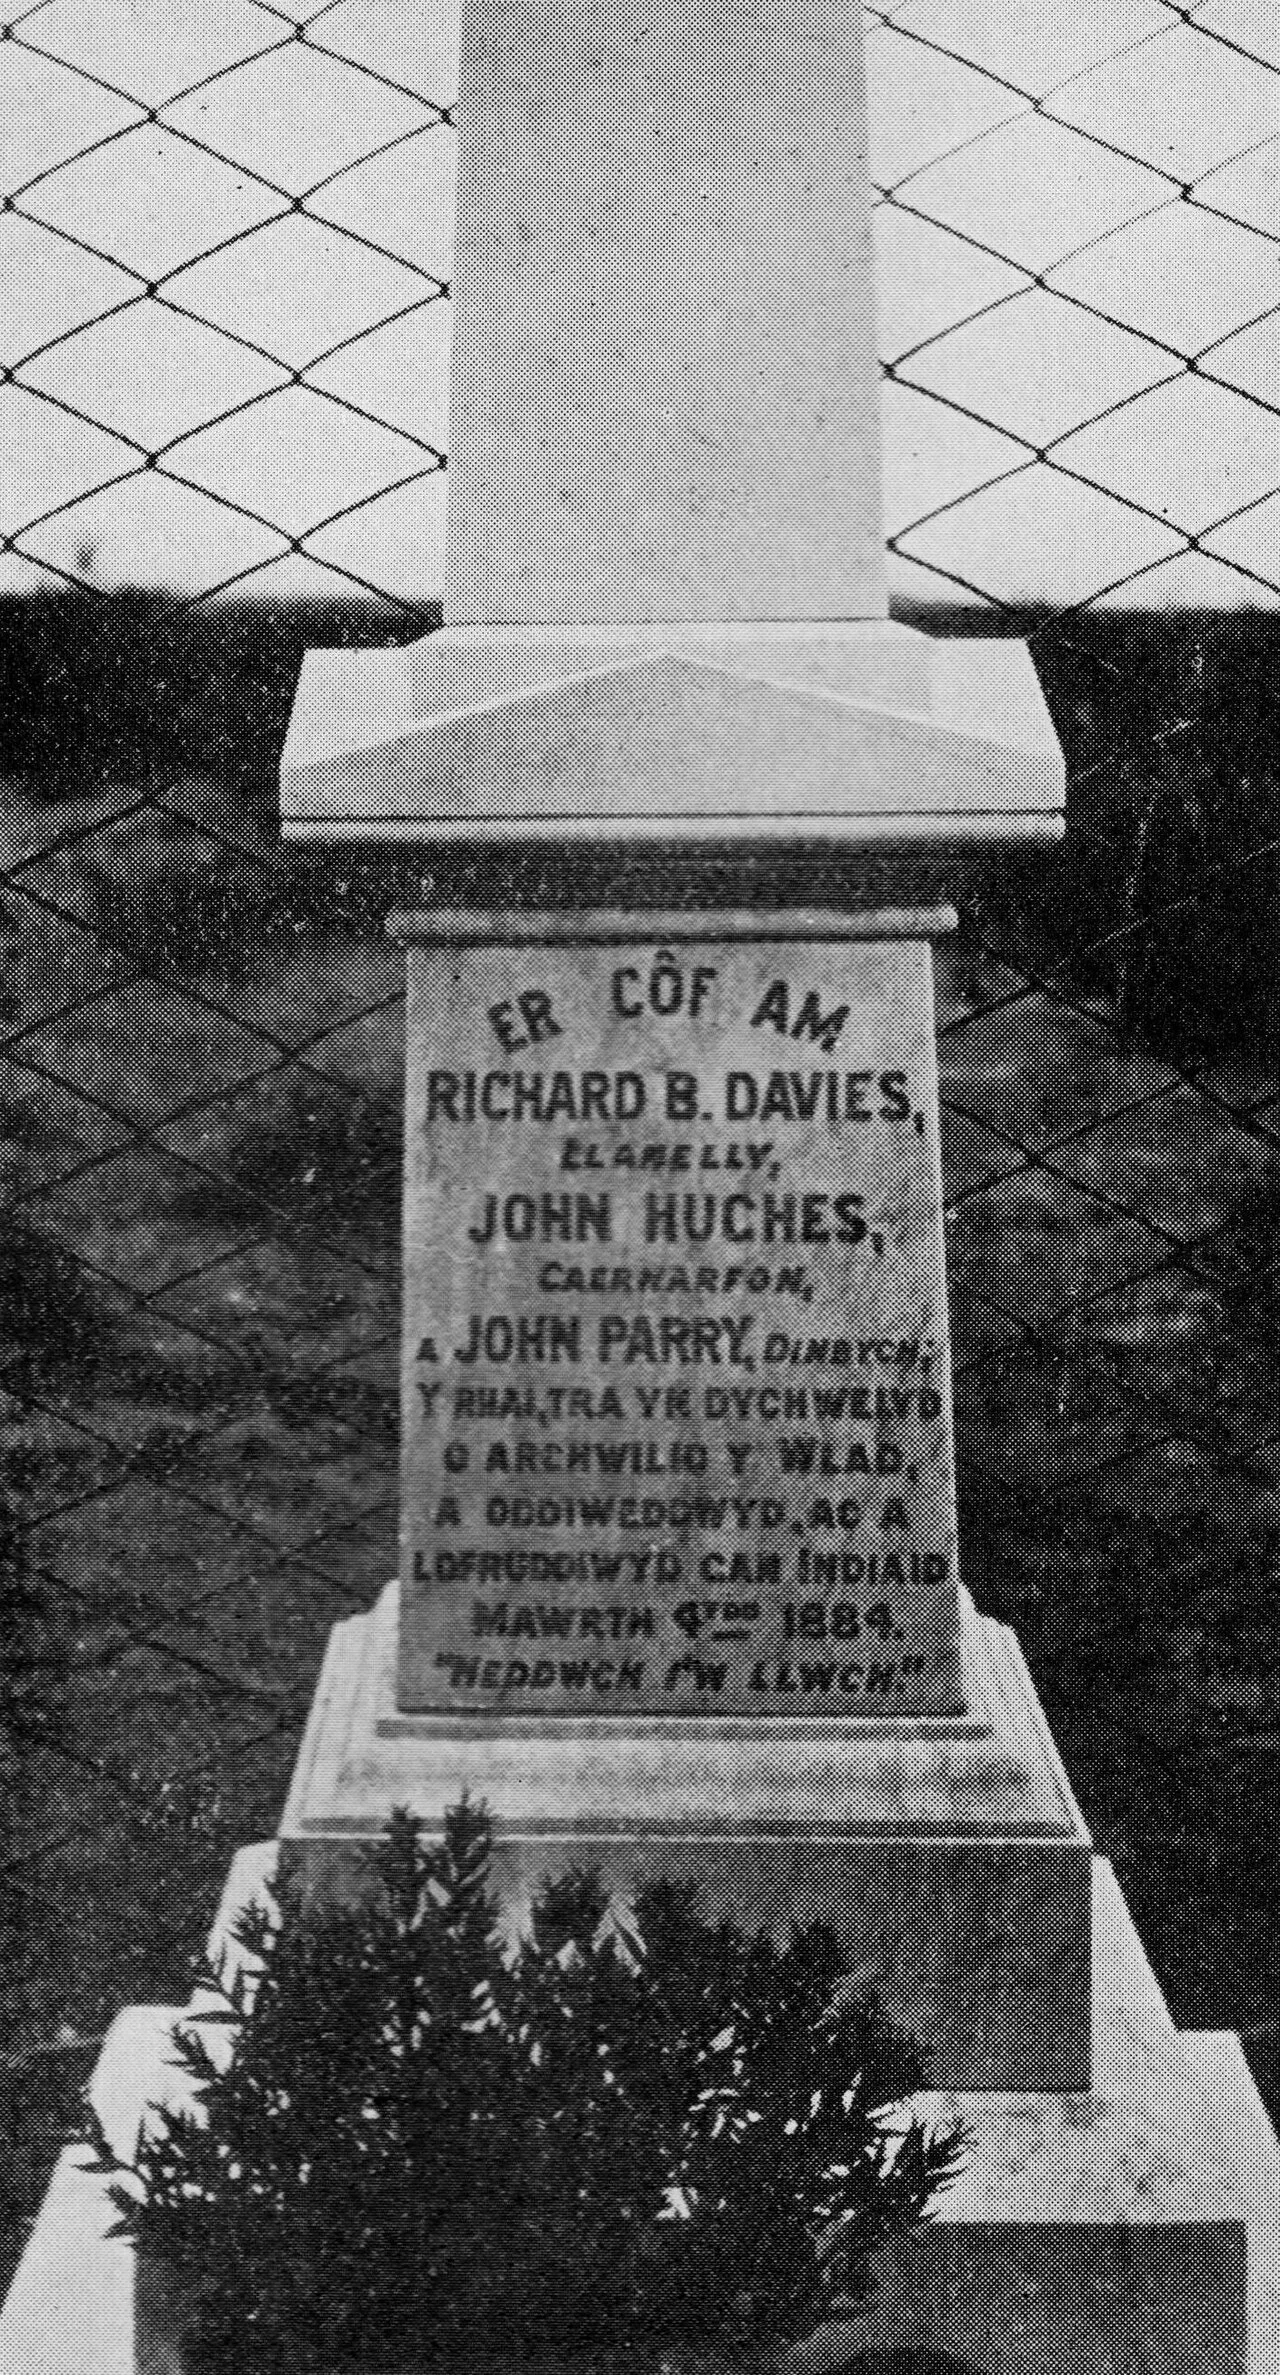 ER CÔF AM
RICHARD B. DAVIES,
LLANELLY,
JOHN HUGHES,
CAERNARFON,
A JOHN PARRY, DINBYCH;
Y RHAI, TRA YN DYCHWELYD
O ARCHWILIO Y WLAD,
A ODDIWEDDWYD, AC A
LOFRUDDIWYD GAN INDIAID
MAWRTH 4YDD 1884.
"HEDDWCH I'W LLWCH."